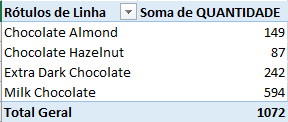 Rótulos de Linha Soma de QUANTIDADE
Chocolate Almond 149
Chocolate Hazelnut 87
Extra Dark Chocolate 242
Milk Chocolate 594
Total Geral 1072